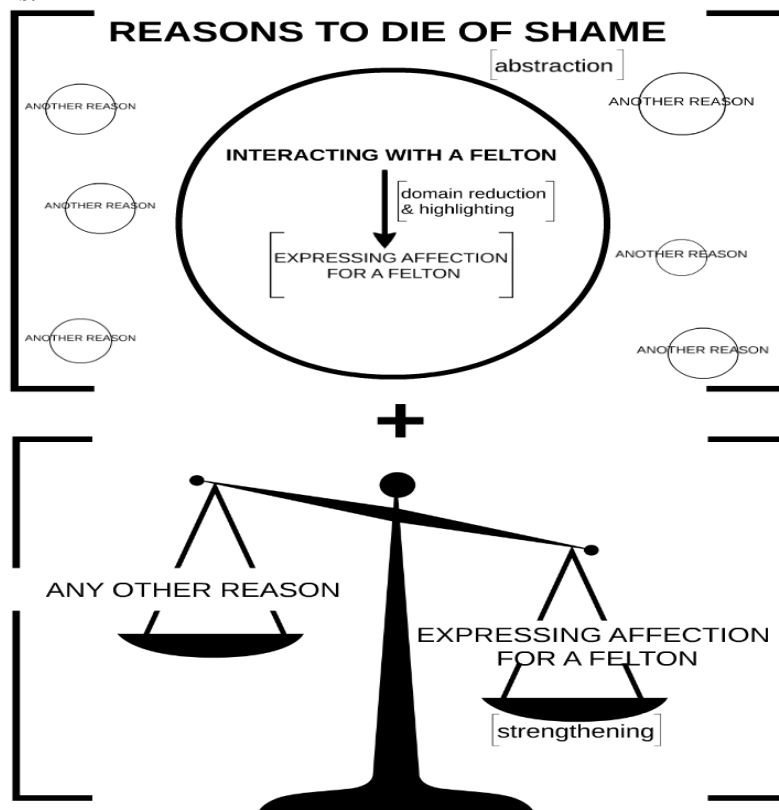 REASONS TO DIE OF SHAME
[abstraction]
ANOTHER REASON
ANOTHER REASON
INTERACTING WITH A FELTON
[domain reduction
& highlighting]
ANOTHER REASON
[EXPRESSING AFFECTION
FOR A FELTON]
ANOTHER REASON
ANOTHER REASON
ANOTHER REASON
+
ANY OTHER REASON
EXPRESSING AFFECTION
FOR A FELTON
[strengthening]